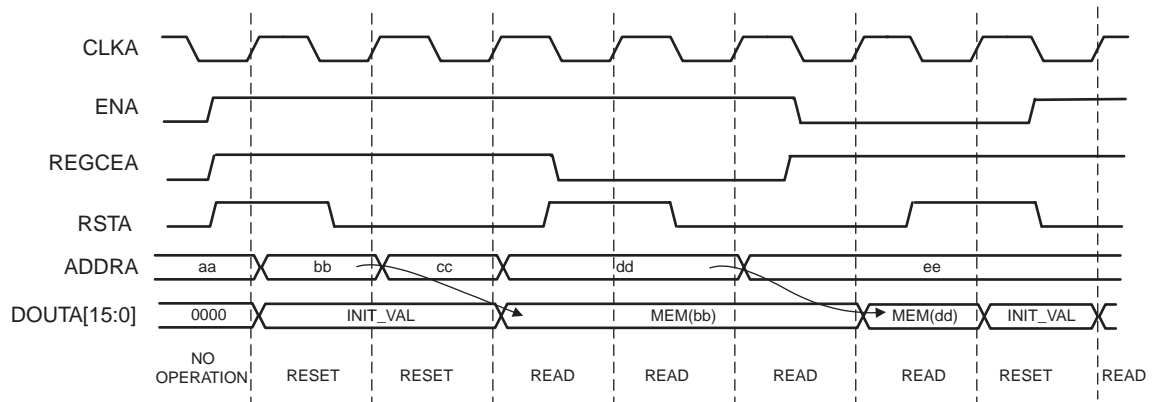 CLKA
ENA
REGCEA
RSTA
ADDRA aa bb cc dd ee
DOUTA[15:0] 0000 INIT_VAL MEM(bb) MEM(dd) INIT_VAL
NO
OPERATION RESET RESET READ READ READ READ RESET READ